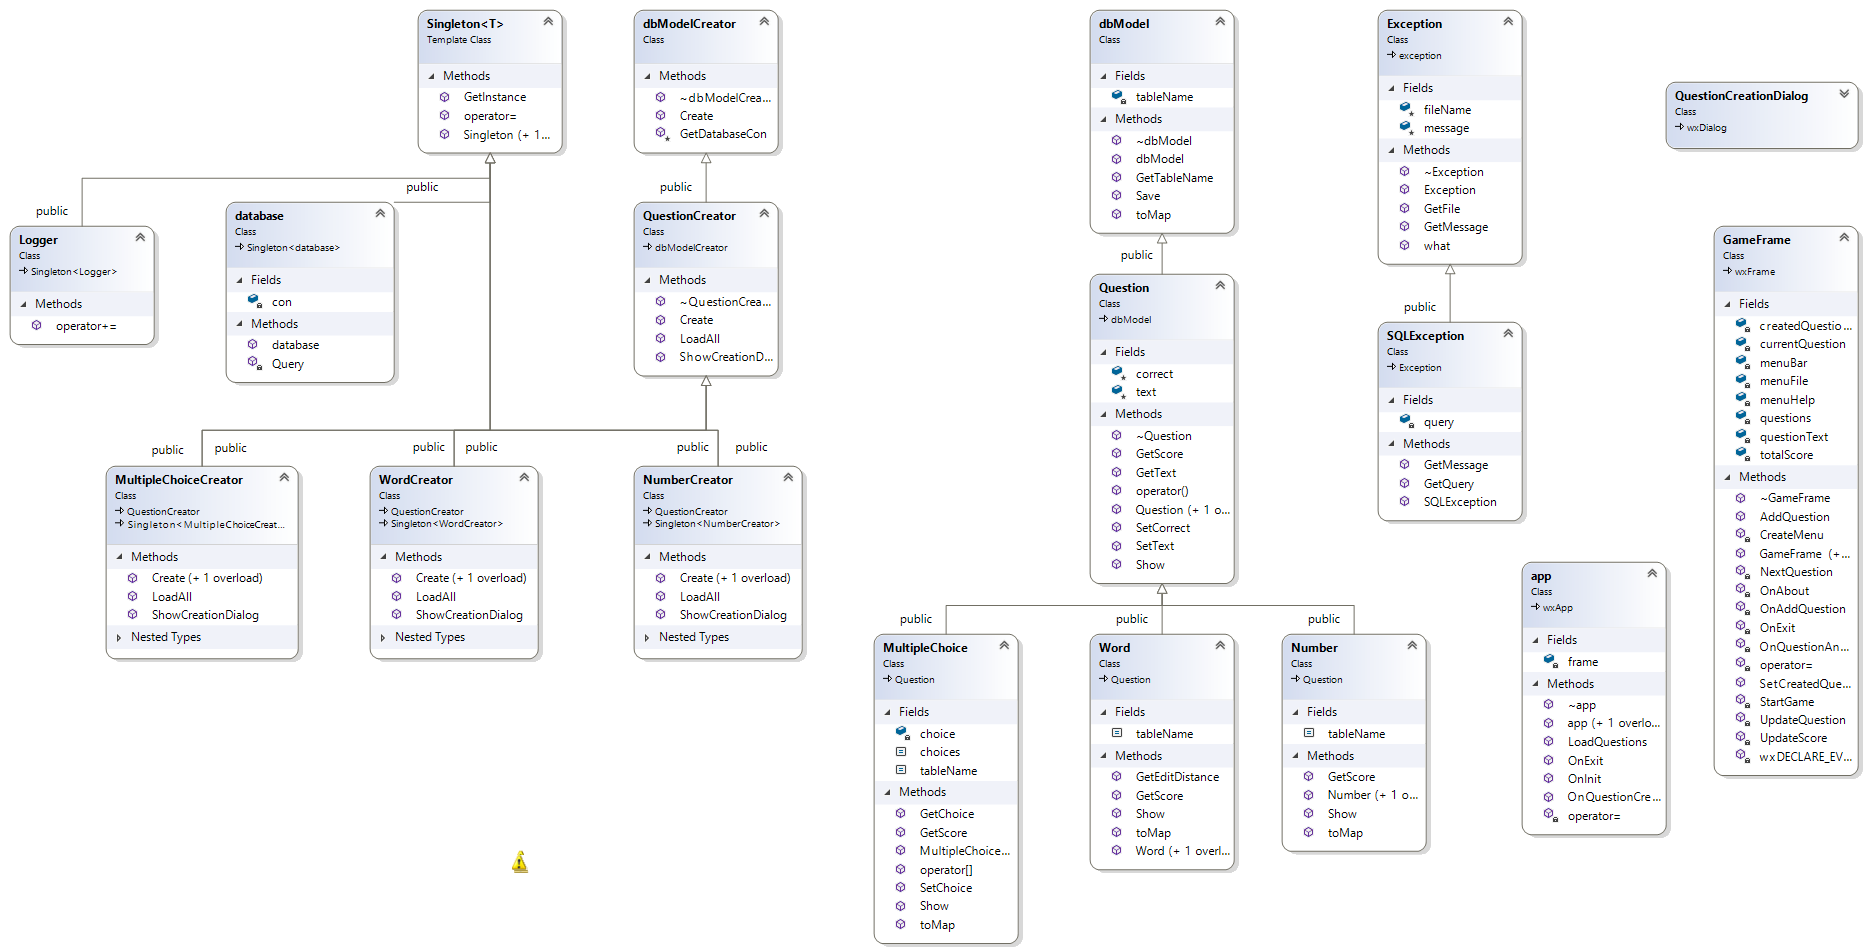 Singleton<T>
Template Class
Methods
GetInstance
operator=
Singleton (+ 1...
dbModelCreator
Class
Methods
~dbModelCrea...
Create
GetDatabaseCon
dbModel
Class
Fields
tableName
Methods
~dbModel
dbModel
GetTableName
Save
toMap
Exception
Class
exception
Fields
fileName
message
Methods
~Exception
Exception
GetFile
GetMessage
what
QuestionCreationDialog
Class
wxDialog
public
public
public
public
public
Logger
Class
Singleton<Logger>
Methods
operator+=
database
Class
Singleton<database>
Fields
con
Methods
database
Query
QuestionCreator
Class
dbModelCreator
Methods
~QuestionCrea...
Create
LoadAll
ShowCreationD...
Question
Class
dbModel
Fields
correct
text
Methods
~Question
GetScore
GetText
operator()
Question (+ 1 o...
SetCorrect
SetText
Show
SQLException
Class
Exception
Fields
query
Methods
GetMessage
GetQuery
SQLException
GameFrame
Class
wxFrame
Fields
createdQuestio...
currentQuestion
menuBar
menuFile
menuHelp
questions
questionText
totalScore
Methods
~GameFrame
AddQuestion
CreateMenu
GameFrame (+...
NextQuestion
OnAbout
OnAddQuestion
OnExit
OnQuestionAn...
operator=
SetCreatedQue...
StartGame
UpdateQuestion
UpdateScore
wxDECLARE_EV...
public
public
public
public
public
public
MultipleChoiceCreator
Class
QuestionCreator
Singleton<MultipleChoiceCreat...
Methods
Create (+ 1 overload)
LoadAll
ShowCreationDialog
Nested Types
WordCreator
Class
QuestionCreator
Singleton<WordCreator>
Methods
Create (+ 1 overload)
LoadAll
ShowCreationDialog
Nested Types
NumberCreator
Class
QuestionCreator
Singleton<NumberCreator>
Methods
Create (+ 1 overload)
LoadAll
ShowCreationDialog
Nested Types
app
Class
wxApp
Fields
frame
Methods
~app
app (+ 1 overlo...
LoadQuestions
OnExit
OnInit
OnQuestionCre...
operator=
public
public
public
MultipleChoice
Class
Question
Fields
choice
choices
tableName
Methods
GetChoice
GetScore
MultipleChoice...
operator[]
SetChoice
Show
toMap
Word
Class
Question
Fields
tableName
Methods
GetEditDistance
GetScore
Show
toMap
Word (+ 1 overl...
Number
Class
Question
Fields
tableName
Methods
GetScore
Number (+ 1 o...
Show
toMap